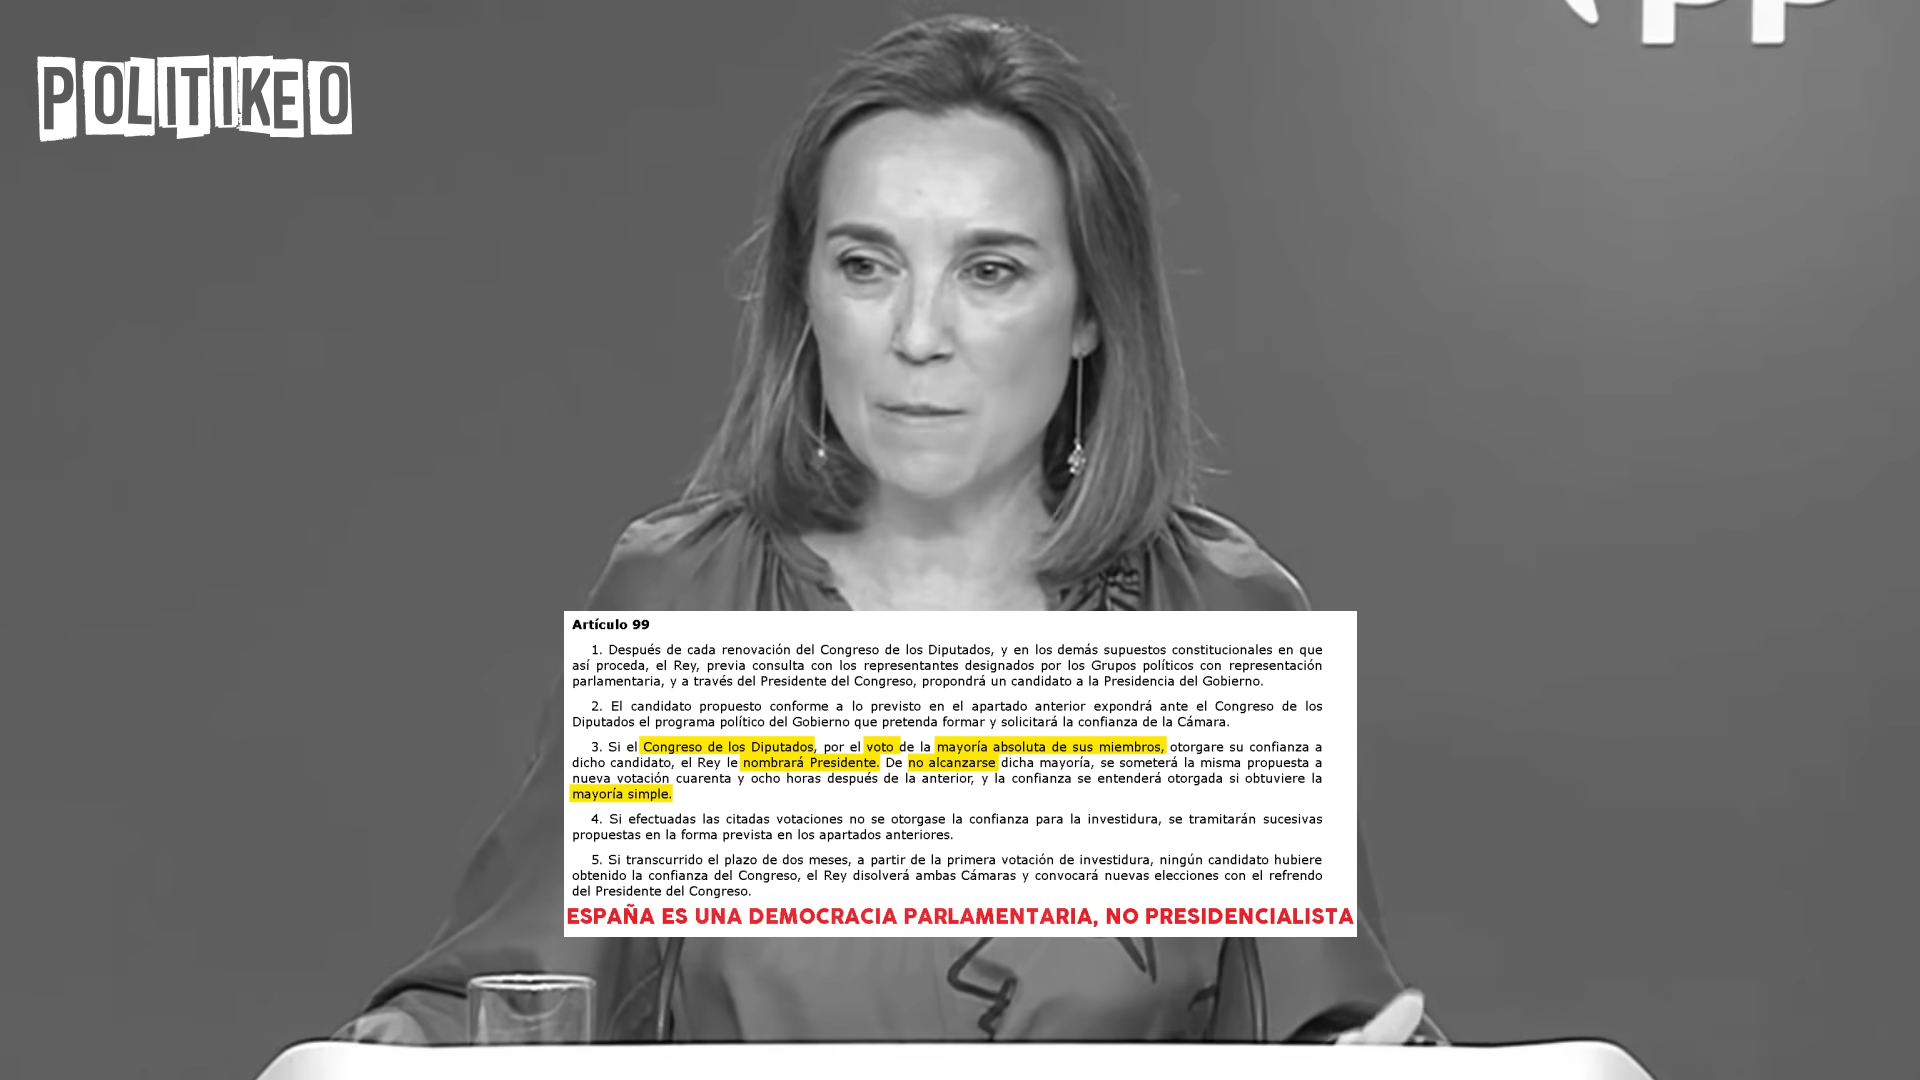 pp
POLITIKEO
Artículo 99
1. Después de cada renovación del Congreso de los Diputados, y en los demás supuestos constitucionales en que
así proceda, el Rey, previa consulta con los representantes designados por los Grupos políticos con representación
parlamentaria, y a través del Presidente del Congreso, propondrá un candidato a la Presidencia del Gobierno.
2. El candidato propuesto conforme a lo previsto en el apartado anterior expondrá ante el Congreso de los
Diputados el programa político del Gobierno que pretenda formar y solicitará la confianza de la Cámara.
3. Si el Congreso de los Diputados, por el voto de la mayoría absoluta de sus miembros, otorgare su confianza a
dicho candidato, el Rey le nombrará Presidente. De no alcanzarse dicha mayoría, se someterá la misma propuesta a
nueva votación cuarenta y ocho horas después de la anterior, y la confianza se entenderá otorgada si obtuviere la
mayoría simple.
4. Si efectuadas las citadas votaciones no se otorgase la confianza para la investidura, se tramitarán sucesivas
propuestas en la forma prevista en los apartados anteriores.
5. Si transcurrido el plazo de dos meses, a partir de la primera votación de investidura, ningún candidato hubiere
obtenido la confianza del Congreso, el Rey disolverá ambas Cámaras y convocará nuevas elecciones con el refrendo
del Presidente del Congreso.
ESPAÑA ES UNA DEMOCRACIA PARLAMENTARIA, NO PRESIDENCIALISTA